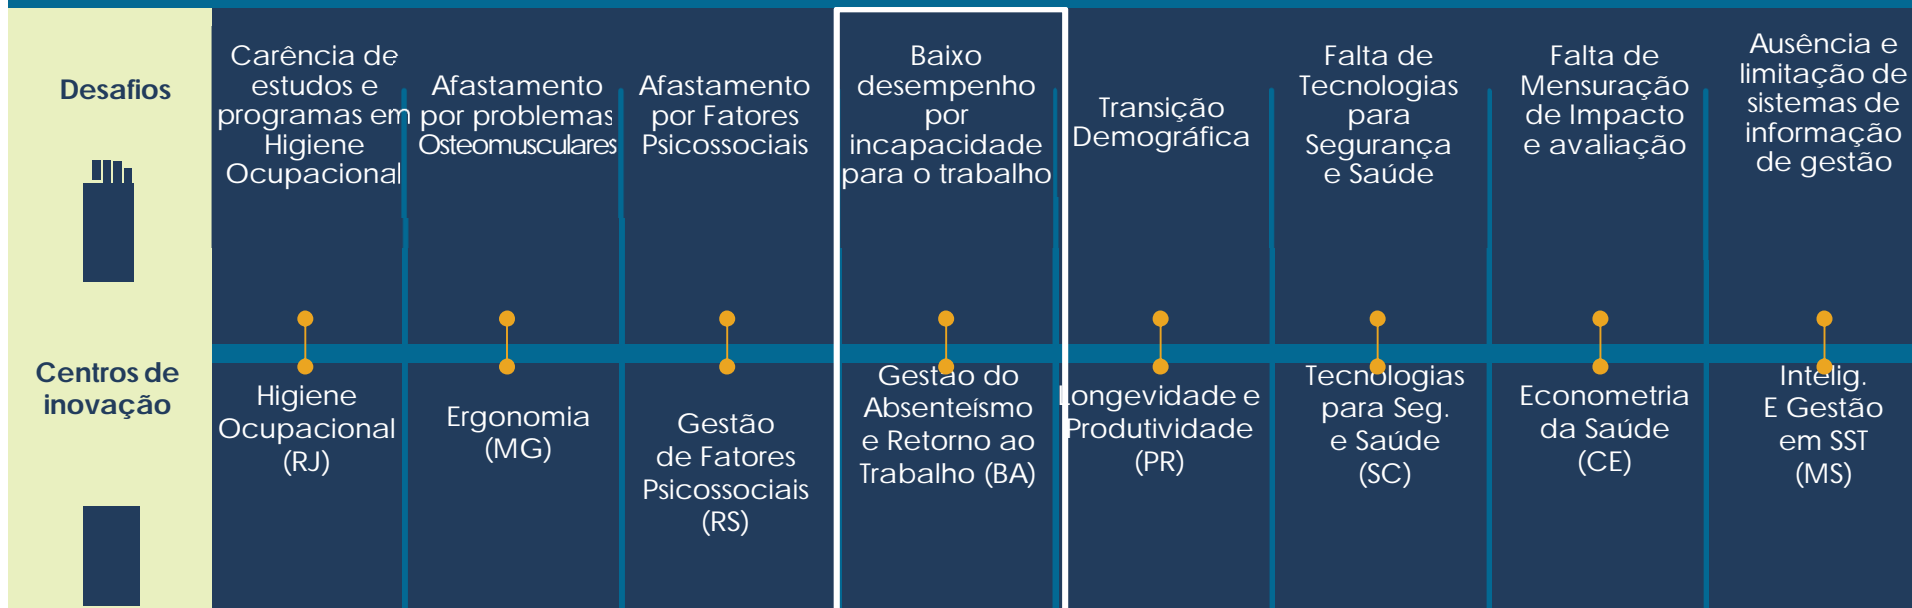 Desafios
Carência de
estudos e
programas em
Higiene
Ocupacional
Afastamento
por problemas
Osteomusculares
Afastamento
por Fatores
Psicossociais
Baixo
desempenho
por
incapacidade
para o trabalho
Transição
Demográfica
Falta de
Tecnologias
para
Segurança
e Saúde
Falta de
Mensuração
de Impacto
e avaliação
Ausência e
limitação de
sistemas de
informação
de gestão
Centros de
inovação
Higiene
Ocupacional
(RJ)
Ergonomia
(MG)
Gestão
de Fatores
Psicossociais
(RS)
Gestão do
Absenteísmo
e Retorno ao
Trabalho (BA)
Longevidade e
Produtividade
(PR)
Tecnologias
para Seg.
e Saúde
(SC)
Econometria
da Saúde
(CE)
Intelig.
E Gestão
em SST
(MS)